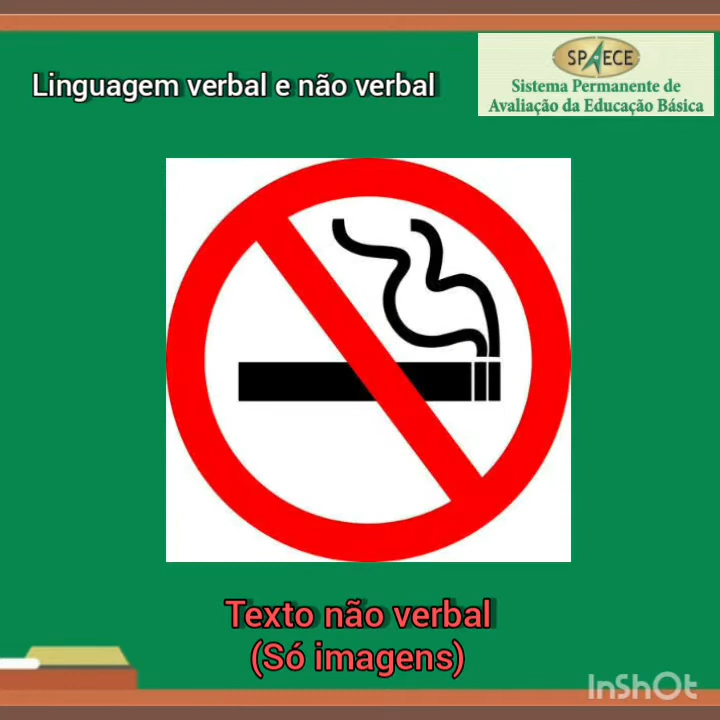 SPAECE
Sistema Permanente de
Avaliação da Educação Básica
Linguagem verbal e não verbal
Texto não verbal
(Só imagens)
InShOt